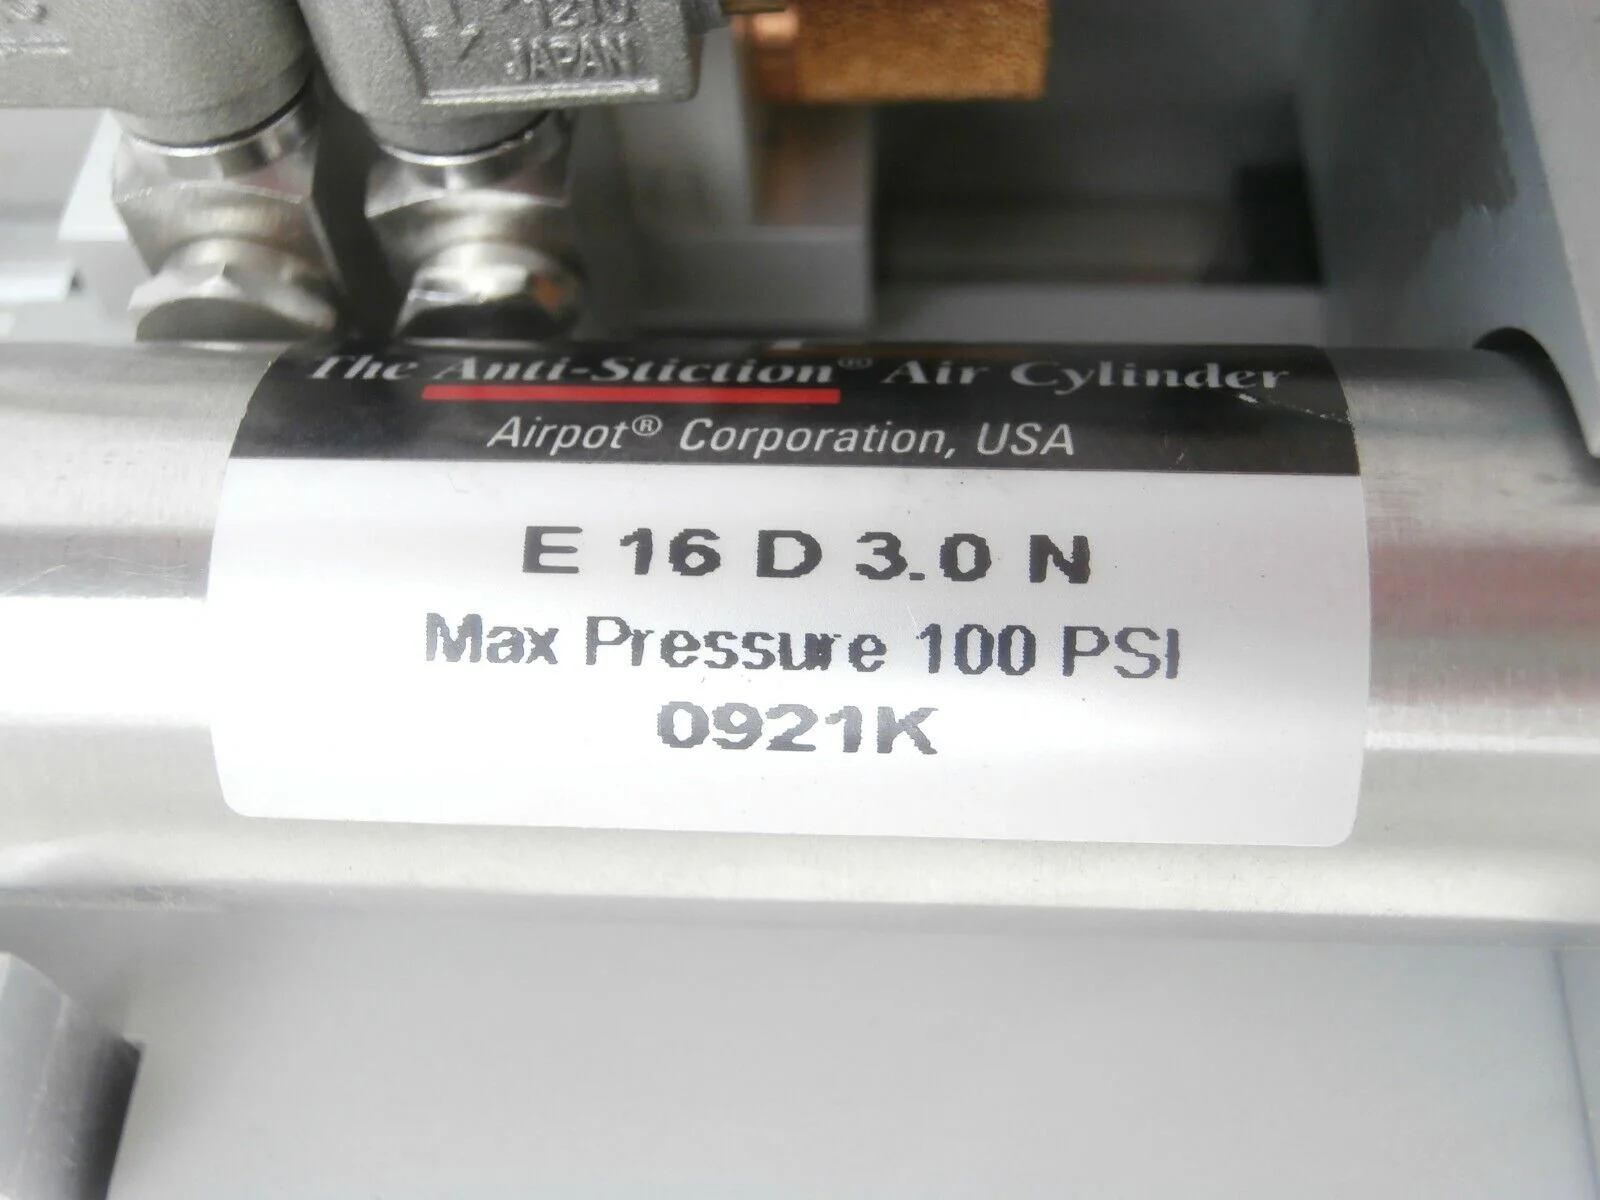 JAPAN
The Anti-Stiction® Air Cylinder
Airpot® Corporation, USA
E 16 D 3.0 N
Max Pressure 100 PSI
0921K